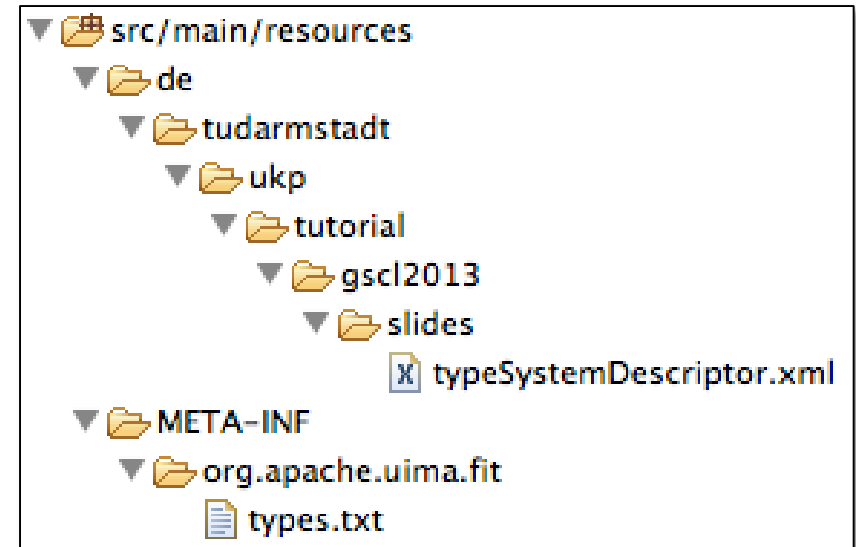 src/main/resources
de
tudarmstadt
ukp
tutorial
gscl2013
slides
typeSystemDescriptor.xml
META-INF
org.apache.uima.fit
types.txt